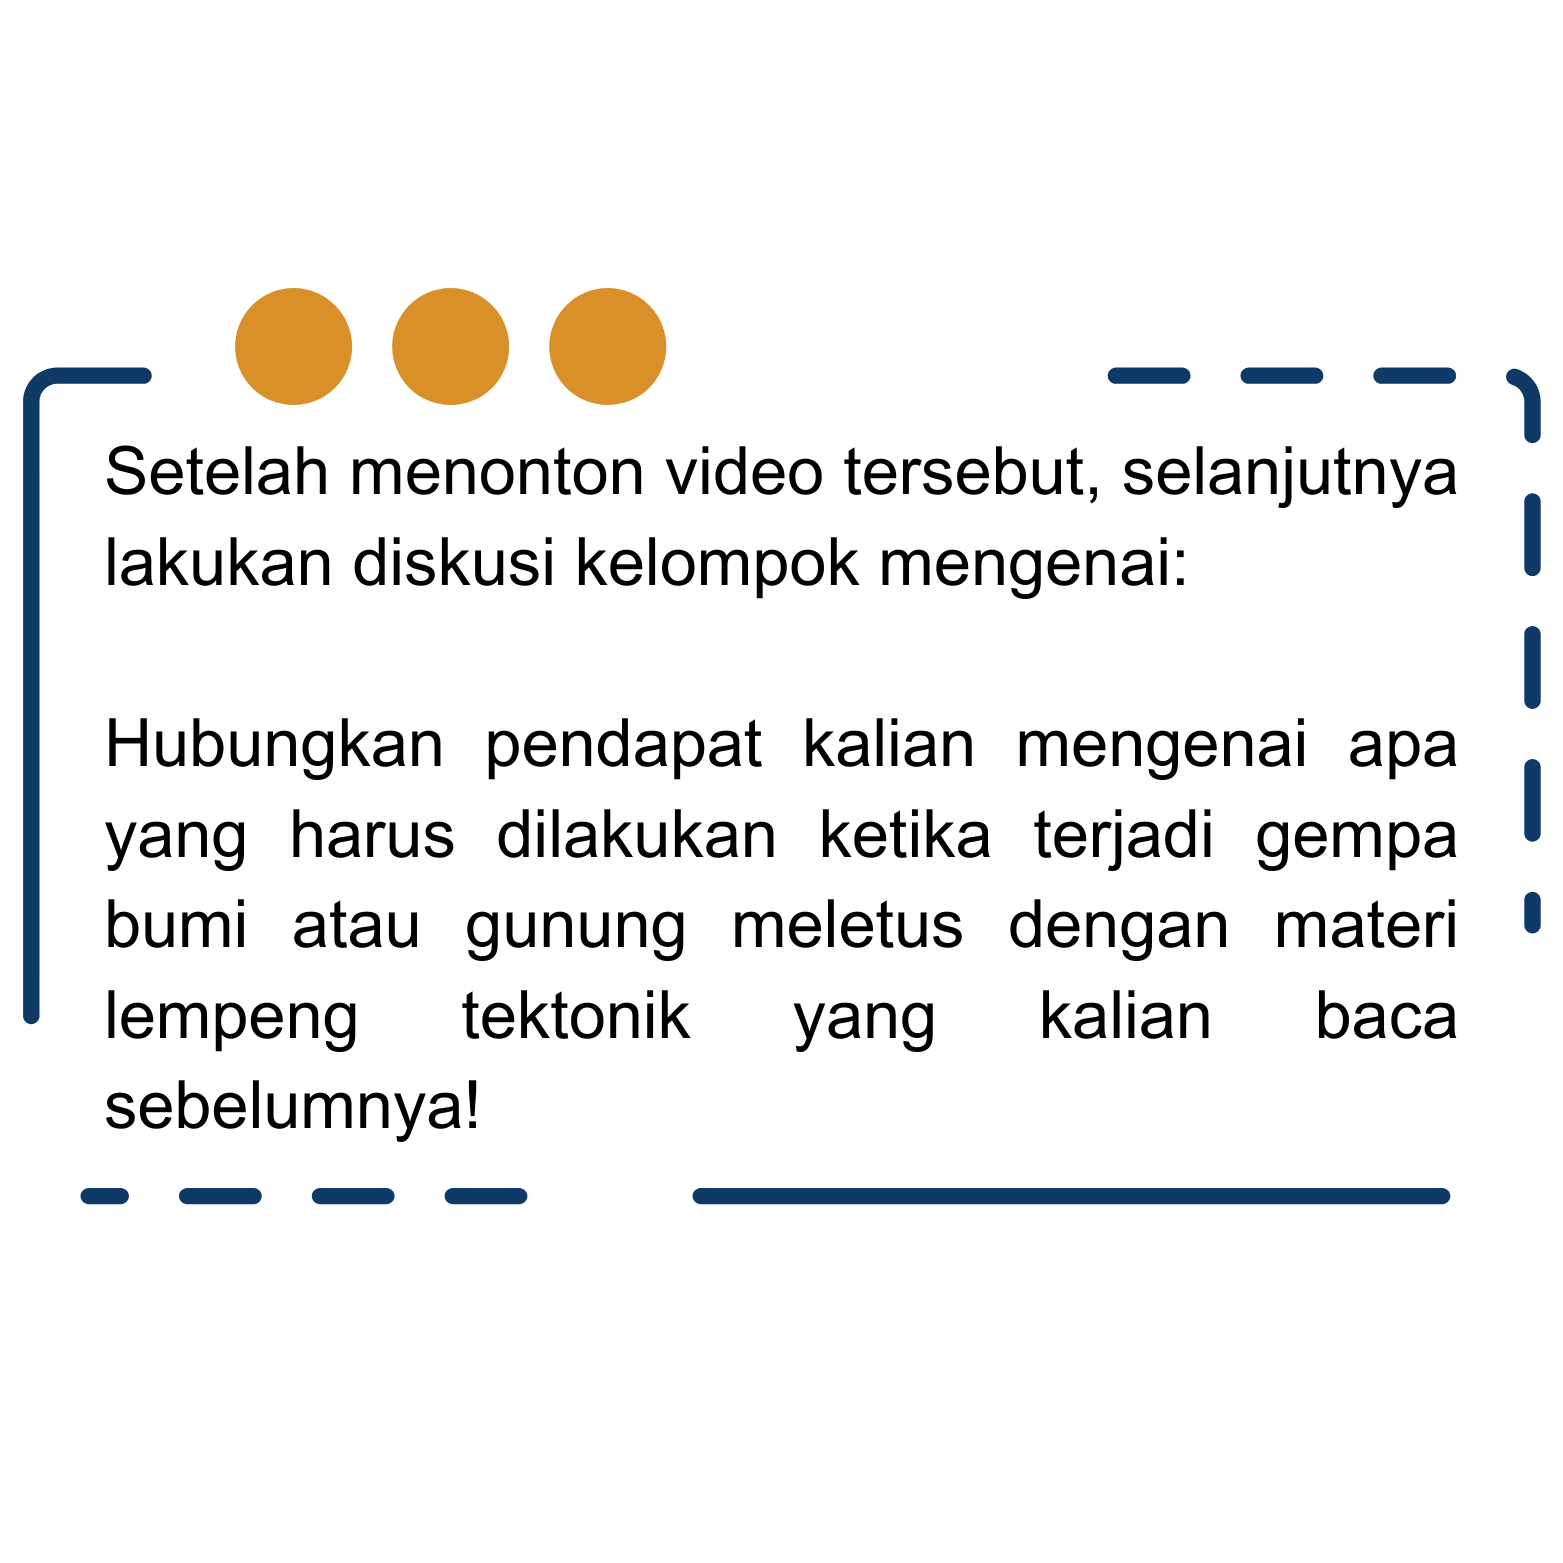 Setelah menonton video tersebut, selanjutnya
lakukan diskusi kelompok mengenai:
Hubungkan pendapat kalian mengenai apa
yang harus dilakukan ketika terjadi gempa
bumi atau gunung meletus dengan materi
lempeng tektonik yang kalian baca
sebelumnya!